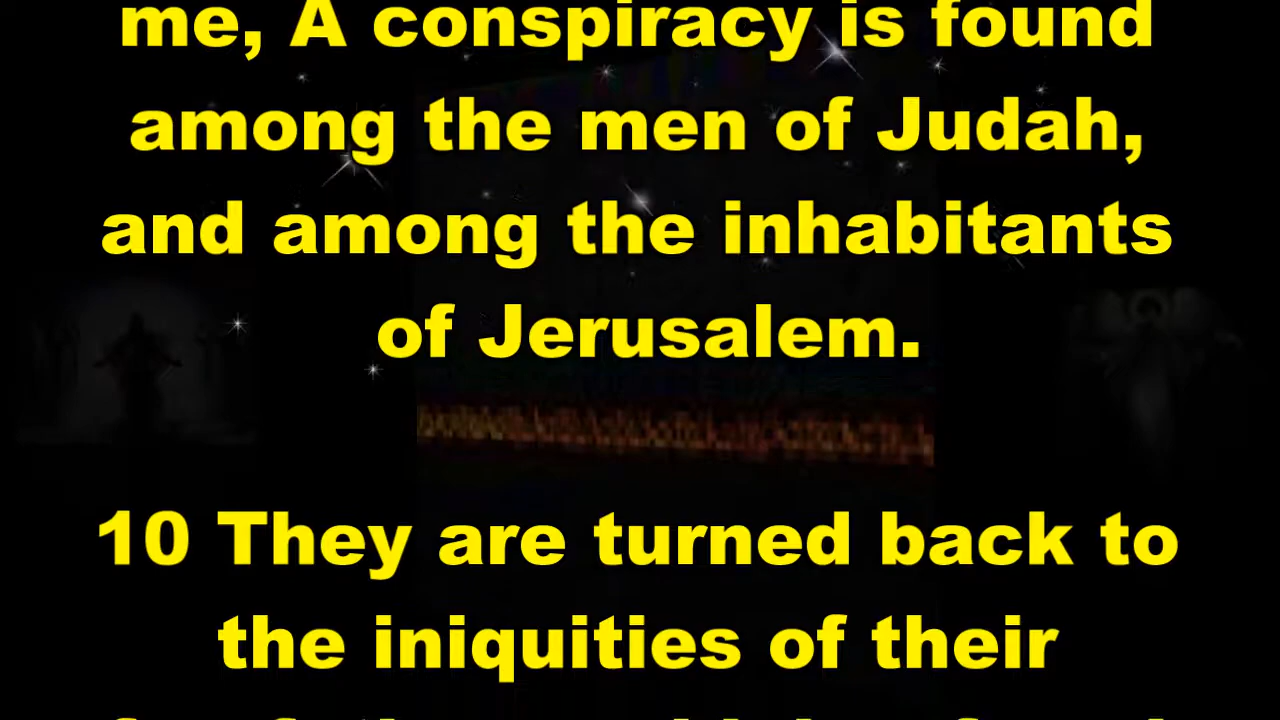 me, A conspiracy is found
among the men of Judah,
and among the inhabitants
of Jerusalem.
10 They are turned back to
the iniquities of their